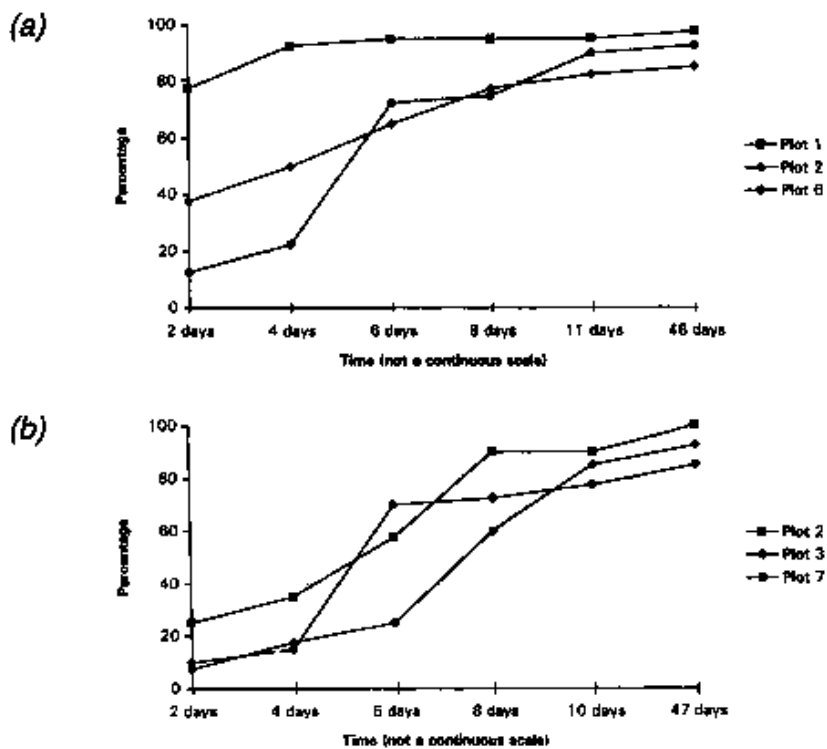 (a)
100
80
60
40
20
0
Percentage
2 days 4 days 6 days 8 days 11 days 46 days
Time (not a continuous scale)
Plot 1
Plot 2
Plot 6
(b)
100
80
60
40
20
0
Percentage
2 days 4 days 6 days 8 days 10 days 47 days
Time (not a continuous scale)
Plot 2
Plot 3
Plot 7